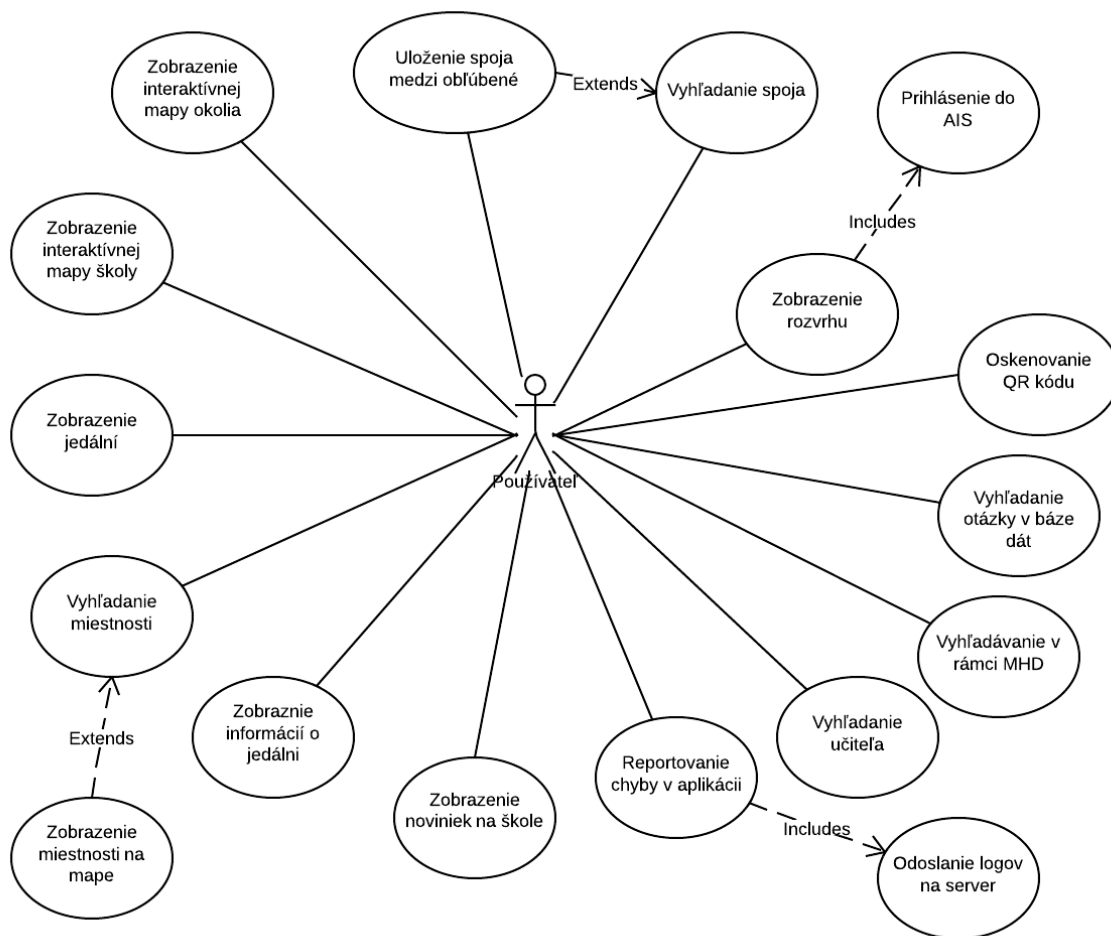 Zobrazenie
interaktívnej
mapy okolia
Uloženie spoja
medzi obľúbené
Extends
Vyhľadanie spoja
Prihlásenie do
AIS
Includes
Zobrazenie
interaktívnej
mapy školy
Zobrazenie
rozvrhu
Oskenovanie
QR kódu
Zobrazenie
jedální
Používateľ
Vyhľadanie
otázky v báze
dát
Vyhľadanie
miestnosti
Vyhľadávanie v
rámci MHD
Extends
Zobraznie
informácií o
jedálni
Vyhľadanie
učiteľa
Reportovanie
chyby v aplikácii
Zobrazenie
noviniek na škole
Includes
Zobrazenie
miestnosti na
mape
Odoslanie logov
na server